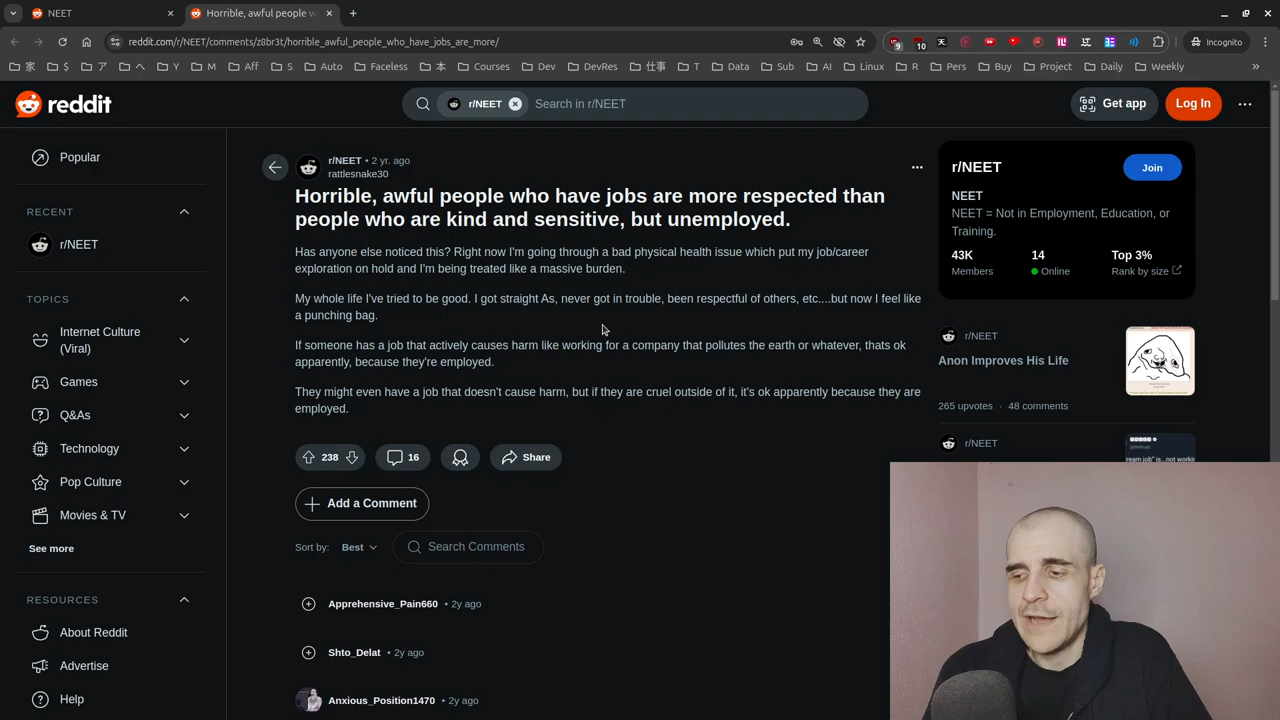 NEET
Horrible, awful people w
reddit.com/r/NEET/comments/z8br3t/horrible_awful_people_who_have_jobs_are_more/
9
10
Incognito
家
$
ア
へ
Y
M
Aff
S
Auto
Faceless
本
Courses
Dev
DevRes
仕事
T
Data
Sub
AI
Linux
R
Pers
Buy
Project
Daily
Weekly
reddit
r/NEET
Search in r/NEET
Get app
Log In
Popular
RECENT
r/NEET
TOPICS
Internet Culture
(Viral)
Games
Q&As
Technology
Pop Culture
Movies & TV
See more
RESOURCES
About Reddit
Advertise
Help
r/NEET • 2 yr. ago
rattlesnake30
Horrible, awful people who have jobs are more respected than
people who are kind and sensitive, but unemployed.
Has anyone else noticed this? Right now I'm going through a bad physical health issue which put my job/career
exploration on hold and I'm being treated like a massive burden.
My whole life I've tried to be good. I got straight As, never got in trouble, been respectful of others, etc....but now I feel like
a punching bag.
If someone has a job that actively causes harm like working for a company that pollutes the earth or whatever, thats ok
apparently, because they're employed.
They might even have a job that doesn't cause harm, but if they are cruel outside of it, it's ok apparently because they are
employed.
238
16
Share
Add a Comment
Sort by: Best
Search Comments
Apprehensive_Pain660 • 2y ago
Shto_Delat • 2y ago
Anxious_Position1470 • 2y ago
r/NEET
Join
NEET
NEET = Not in Employment, Education, or
Training.
43K
Members
14
Online
Top 3%
Rank by size
r/NEET
Anon Improves His Life
265 upvotes • 48 comments
r/NEET